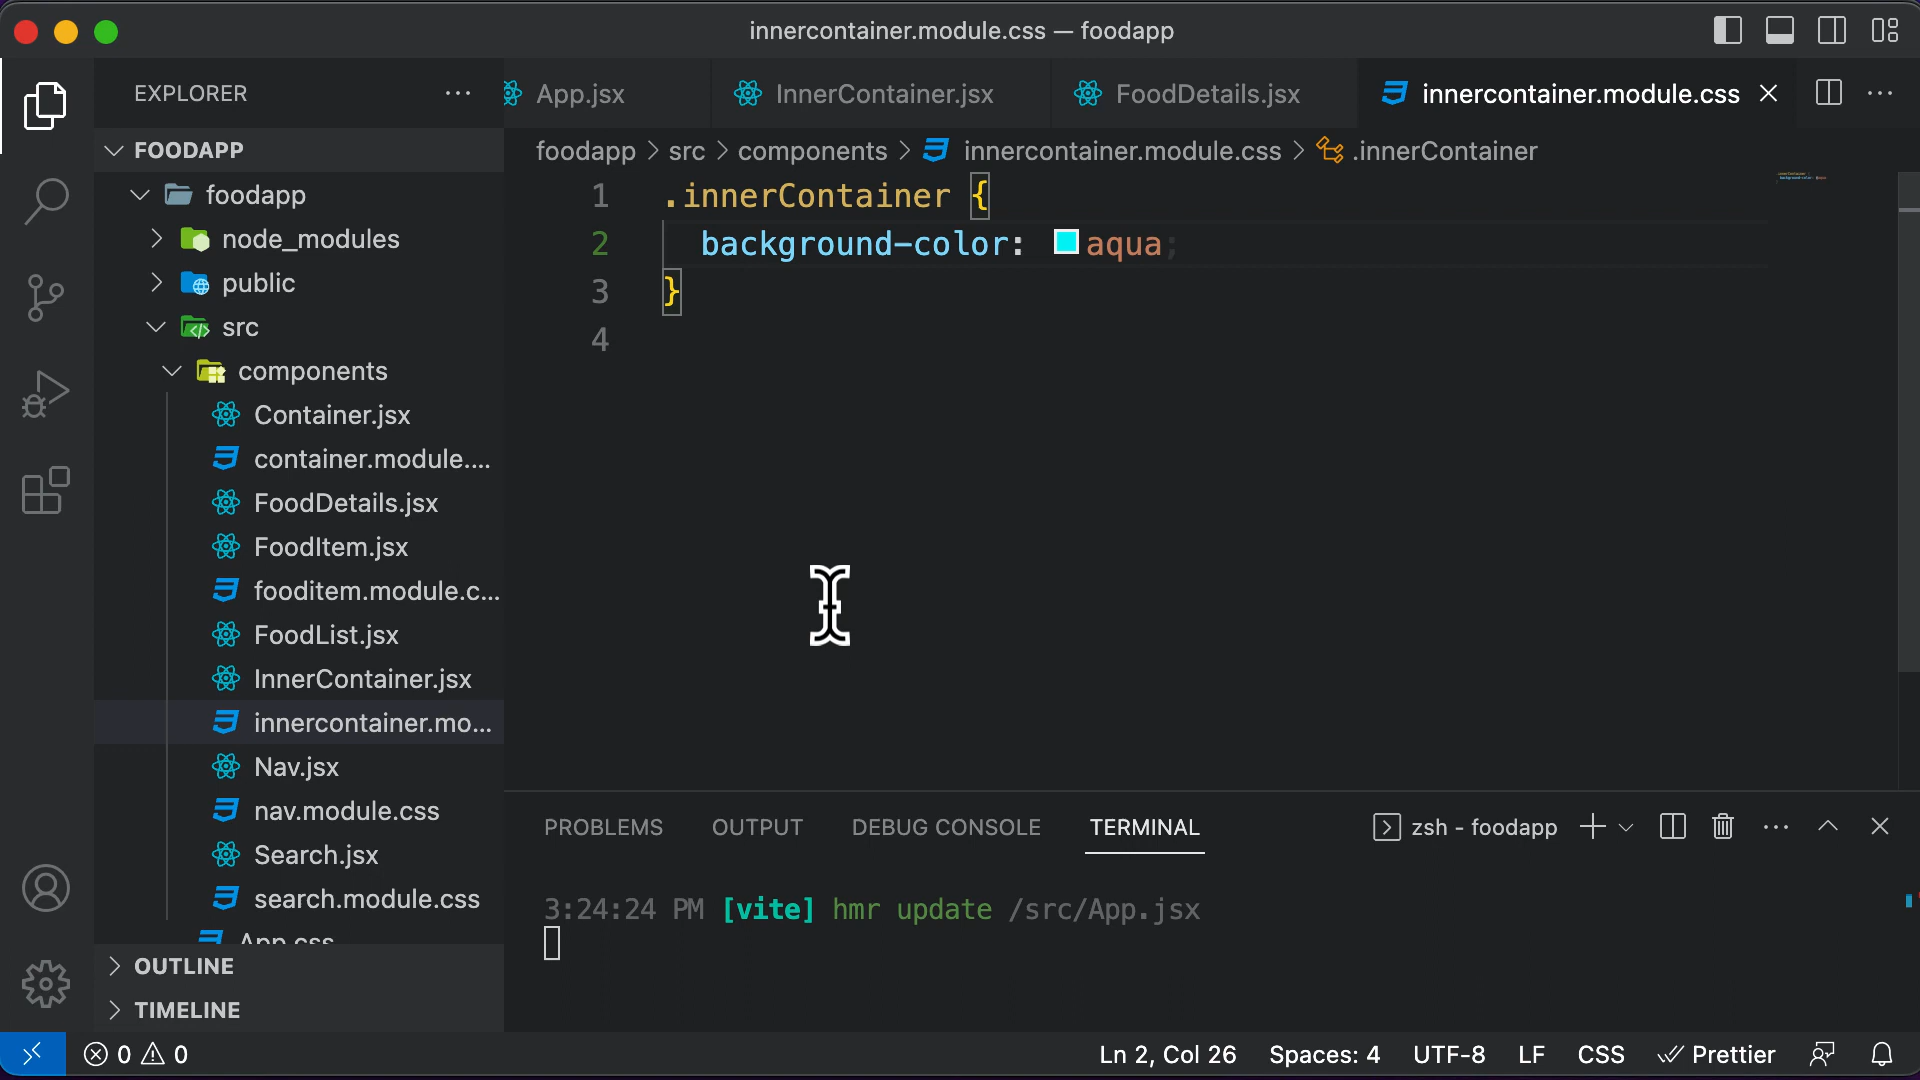 innercontainer.module.css — foodapp
EXPLORER
App.jsx
InnerContainer.jsx
FoodDetails.jsx
innercontainer.module.css
FOODAPP
foodapp > src > components > innercontainer.module.css > .innerContainer
foodapp
node_modules
public
src
components
Container.jsx
container.module....
FoodDetails.jsx
FoodItem.jsx
fooditem.module.c...
FoodList.jsx
InnerContainer.jsx
innercontainer.mo...
Nav.jsx
nav.module.css
Search.jsx
search.module.css
App.css
OUTLINE
TIMELINE
1 .innerContainer {
2 background-color: aqua;
3 }
4
PROBLEMS OUTPUT DEBUG CONSOLE TERMINAL
zsh - foodapp
3:24:24 PM [vite] hmr update /src/App.jsx
0 0
Ln 2, Col 26 Spaces: 4 UTF-8 LF CSS Prettier